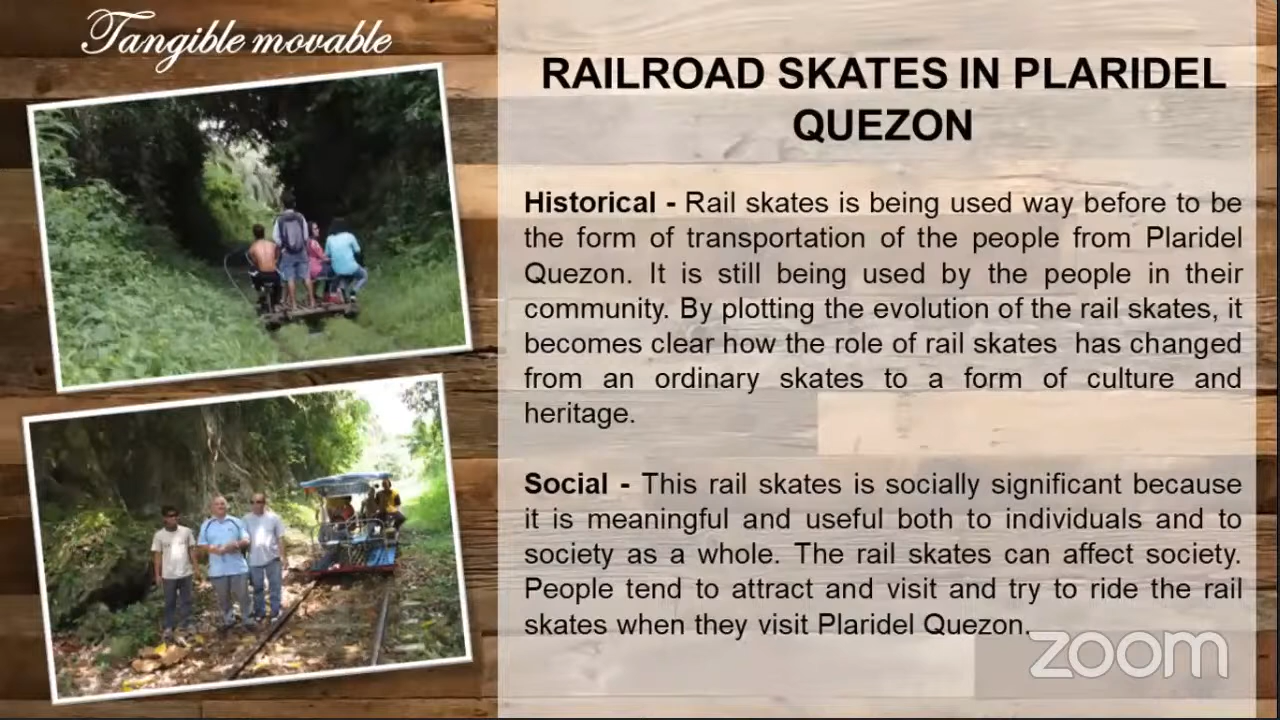 Tangible movable
RAILROAD SKATES IN PLARIDEL
QUEZON
Historical - Rail skates is being used way before to be
the form of transportation of the people from Plaridel
Quezon. It is still being used by the people in their
community. By plotting the evolution of the rail skates, it
becomes clear how the role of rail skates has changed
from an ordinary skates to a form of culture and
heritage.
Social - This rail skates is socially significant because
it is meaningful and useful both to individuals and to
society as a whole. The rail skates can affect society.
People tend to attract and visit and try to ride the rail
skates when they visit Plaridel Quezon.
zoom